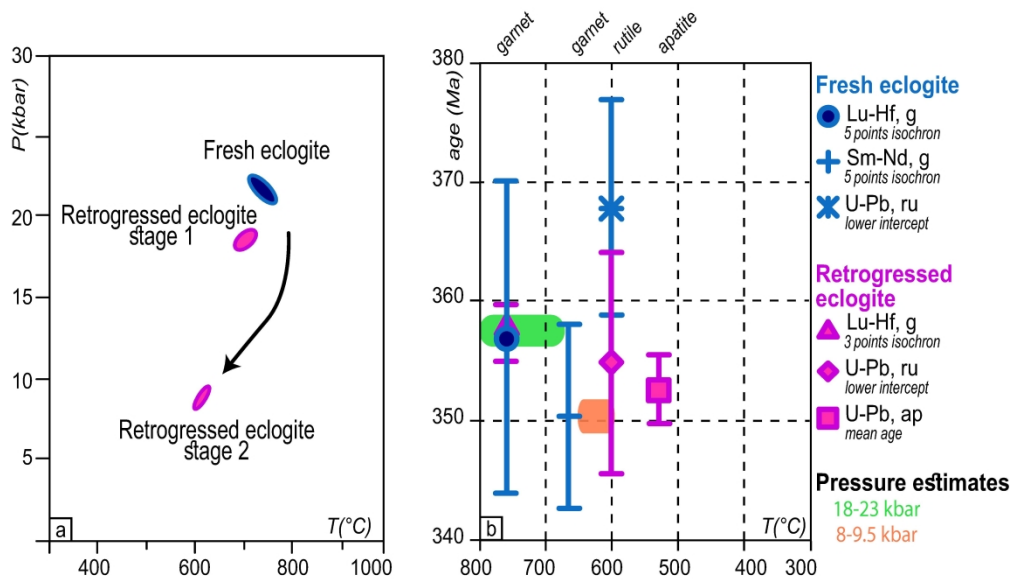 30
20
15
10
5
P(kbar)
Fresh eclogite
Retrogressed eclogite
stage 1
Retrogressed eclogite
stage 2
a
T(°C)
400
600
800
1000
garnet
garnet
rutile
apatite
380
370
360
350
340
age (Ma)
b
T(°C)
800
700
600
500
400
300
Fresh eclogite
Lu-Hf, g
5 points isochron
Sm-Nd, g
5 points isochron
U-Pb, ru
lower intercept
Retrogressed
eclogite
Lu-Hf, g
3 points isochron
U-Pb, ru
lower intercept
U-Pb, ap
mean age
Pressure estimates
18-23 kbar
8-9.5 kbar